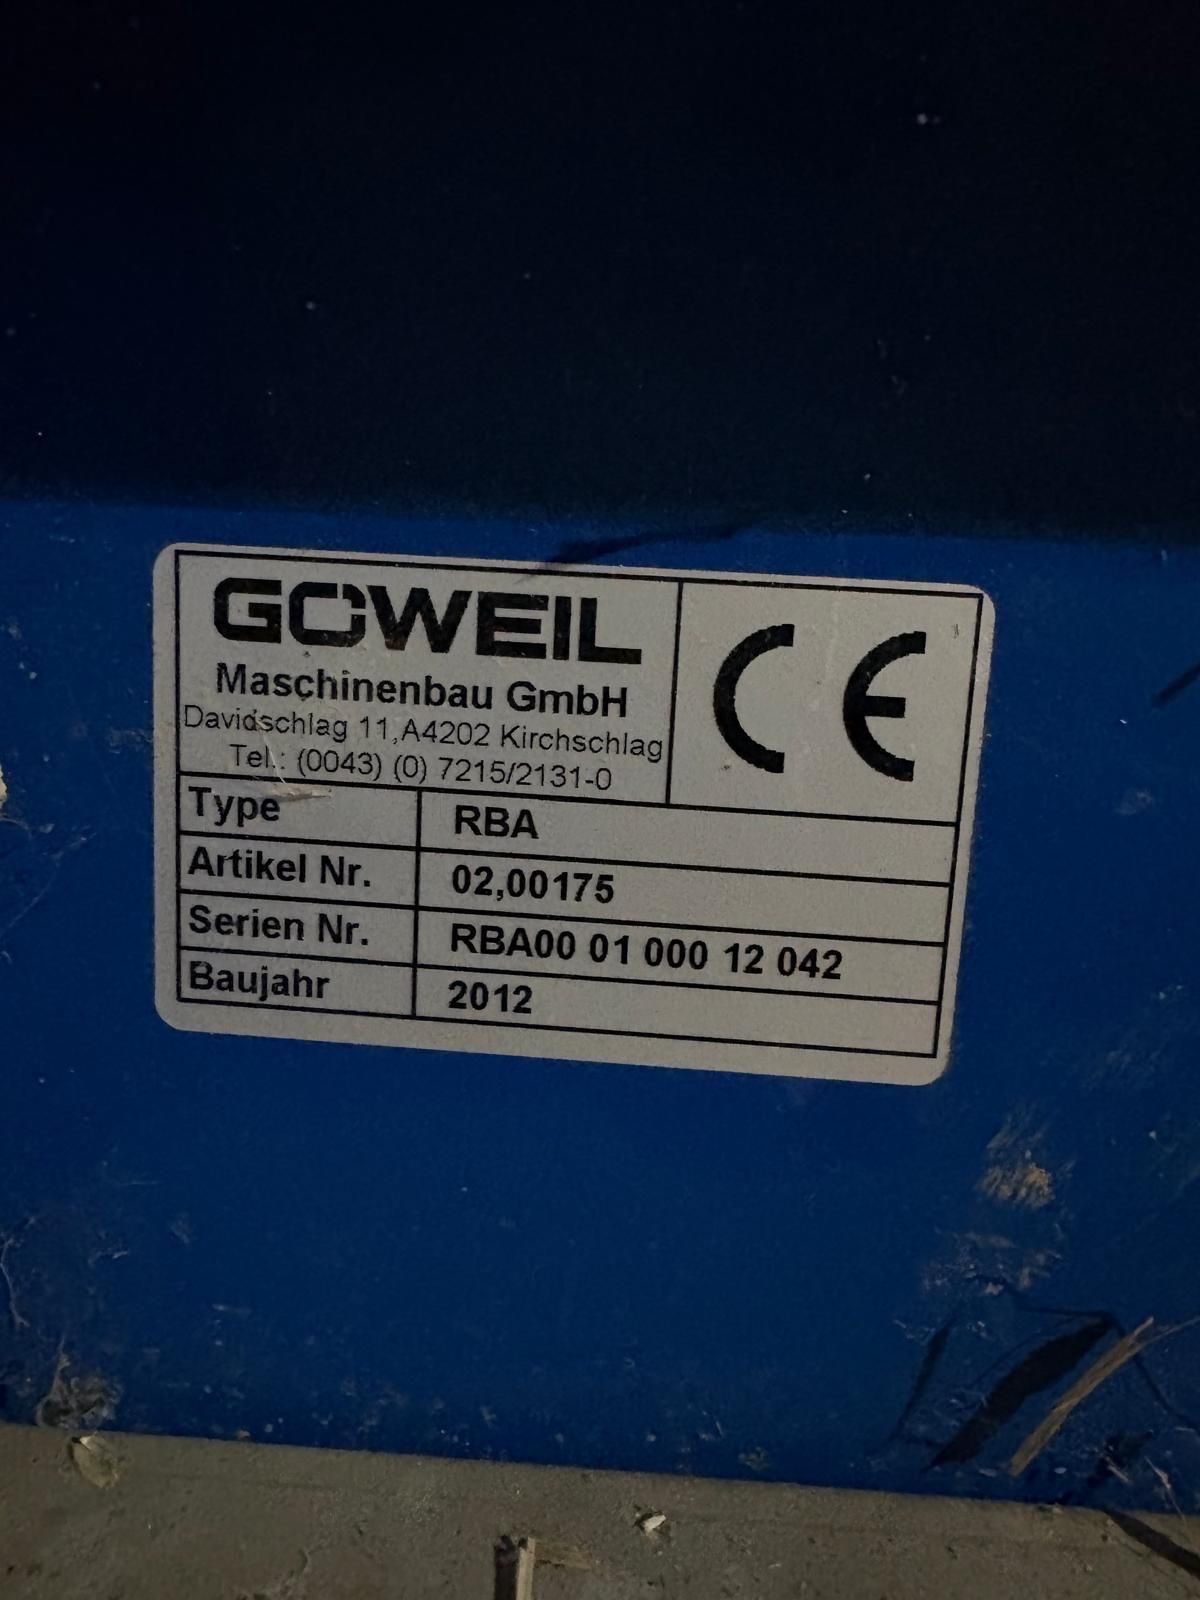 GÖWEIL
Maschinenbau GmbH
Davidschlag 11,A4202 Kirchschlag
Tel.: (0043) (0) 7215/2131-0
CE
Type RBA
Artikel Nr. 02,00175
Serien Nr. RBA00 01 000 12 042
Baujahr 2012